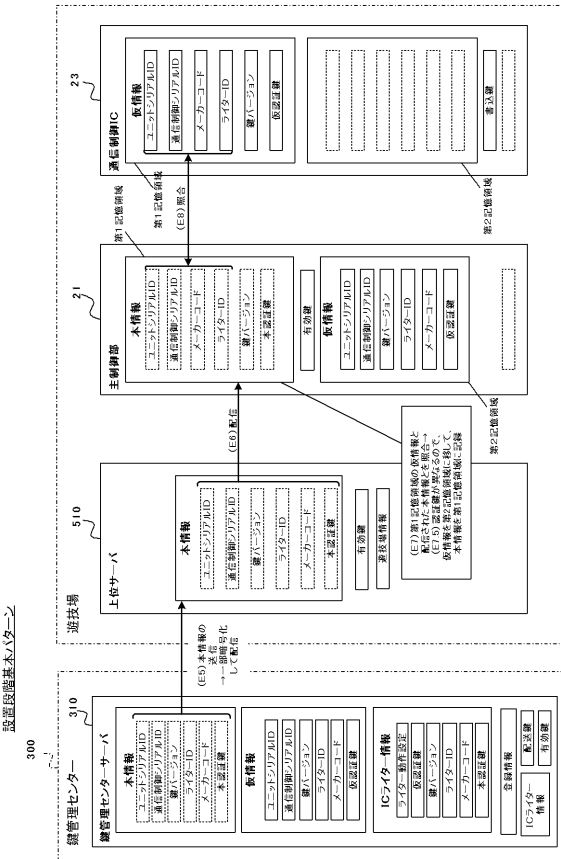 設置段階基本パターン
300
鍵管理センター
310
鍵管理センタ サーバ
本情報
ユニットシリアルID
通信制御シリアルID
鍵バージョン
ライターID
メーカーコード
本認証鍵
仮情報
ユニットシリアルID
通信制御シリアルID
鍵バージョン
ライターID
メーカーコード
仮認証鍵
ICライター情報
ライター動作設定
仮認証鍵
鍵バージョン
ライターID
メーカーコード
本認証鍵
登録情報
ICライター
情報
配送鍵
有効鍵
(E5)本情報の
送信
→一部暗号化
して配信
遊技場
510
上位サーバ
本情報
ユニットシリアルID
通信制御シリアルID
鍵バージョン
ライターID
メーカーコード
本認証鍵
有効鍵
遊技場情報
(E6)配信
(E7)第1記憶領域の仮情報と
配信された本情報とを照合→
(E7.5)認証鍵が異なるので、
仮情報を第2記憶領域に移して、
本情報を第1記憶領域に記録
21
主制御部
第1記憶領域
本情報
ユニットシリアルID
通信制御シリアルID
メーカーコード
ライターID
鍵バージョン
本認証鍵
有効鍵
仮情報
ユニットシリアルID
通信制御シリアルID
鍵バージョン
ライターID
メーカーコード
仮認証鍵
第2記憶領域
(E8)照合
23
通信制御IC
第1記憶領域
仮情報
ユニットシリアルID
通信制御シリアルID
メーカーコード
ライターID
鍵バージョン
仮認証鍵
書込鍵
第2記憶領域